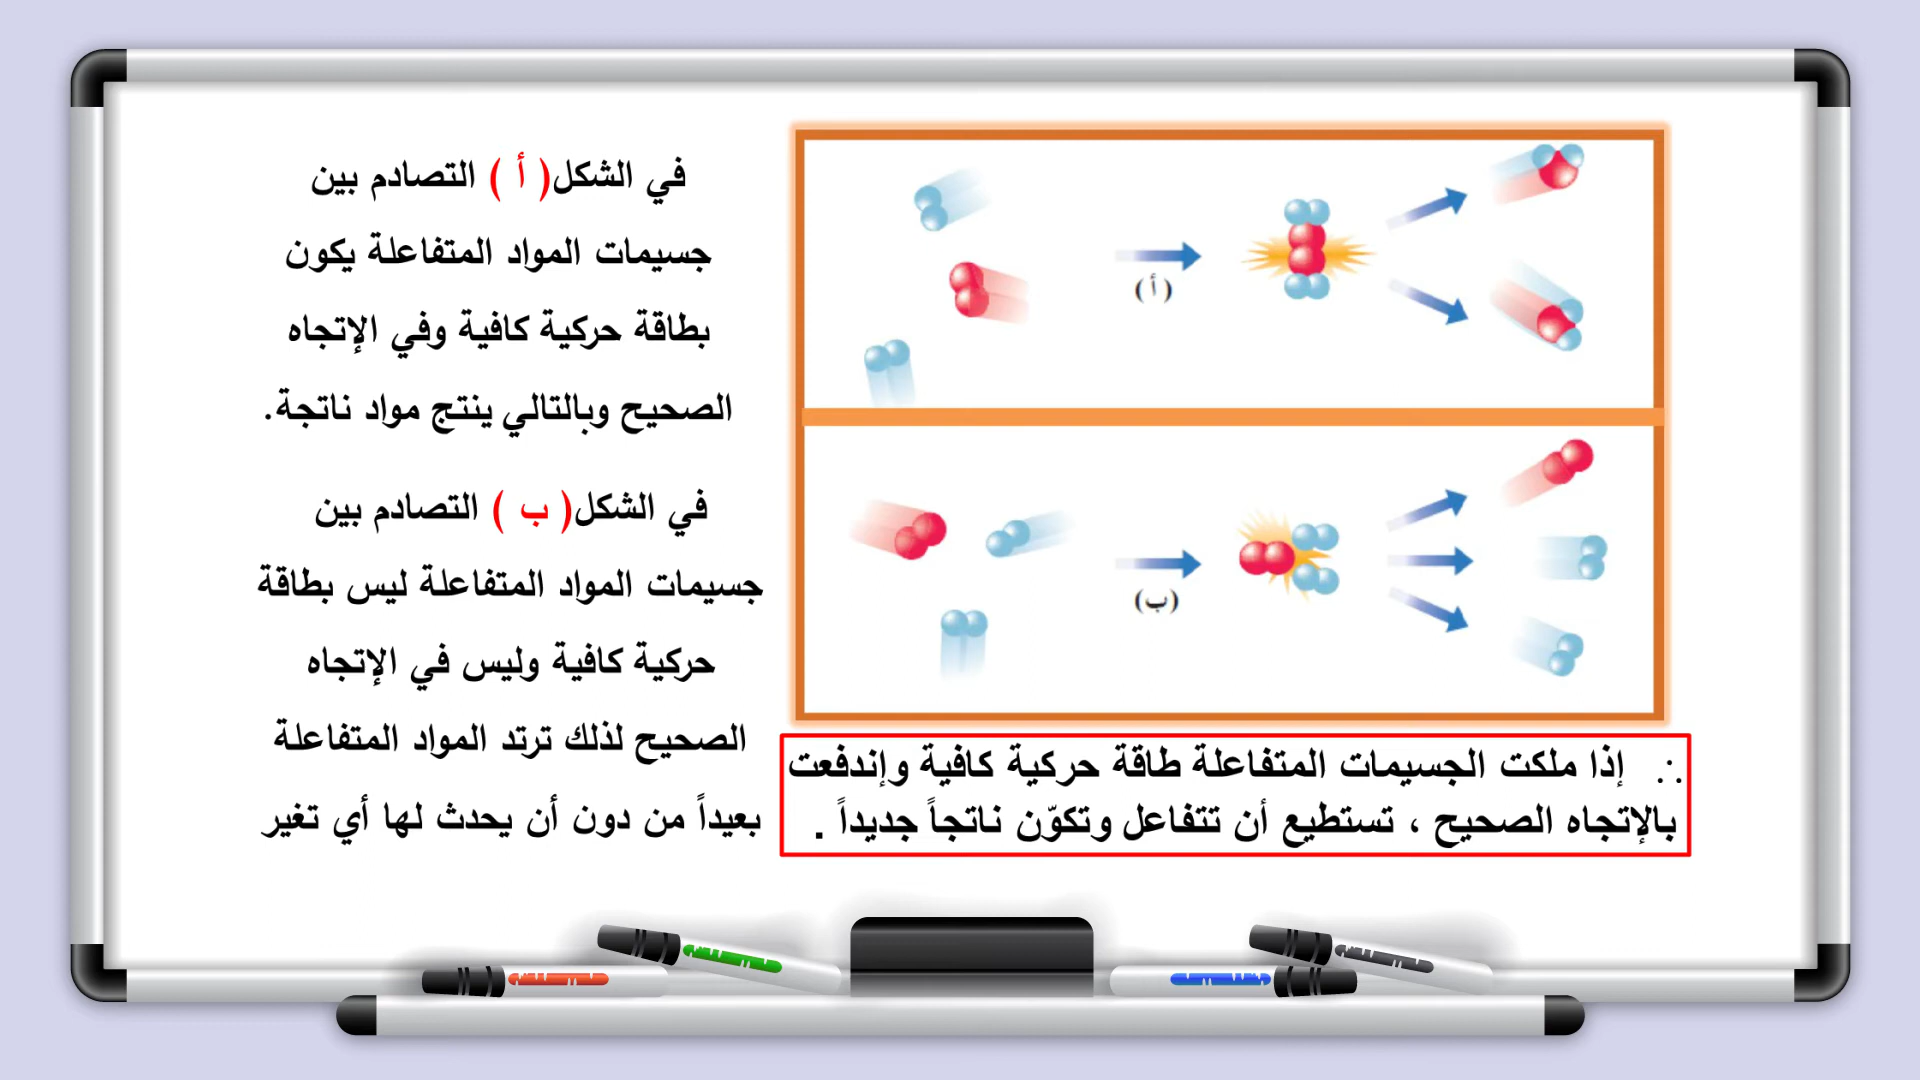 في الشكل( أ ) التصادم بين
جسيمات المواد المتفاعلة يكون
بطاقة حركية كافية وفي الإتجاه
الصحيح وبالتالي ينتج مواد ناتجة.
في الشكل( ب ) التصادم بين
جسيمات المواد المتفاعلة ليس بطاقة
حركية كافية وليس في الإتجاه
الصحيح لذلك ترتد المواد المتفاعلة
بعيداً من دون أن يحدث لها أي تغير
(أ)
(ب)
∴ إذا ملكت الجسيمات المتفاعلة طاقة حركية كافية وإندفعت
بالإتجاه الصحيح ، تستطيع أن تتفاعل وتكوّن ناتجاً جديداً .